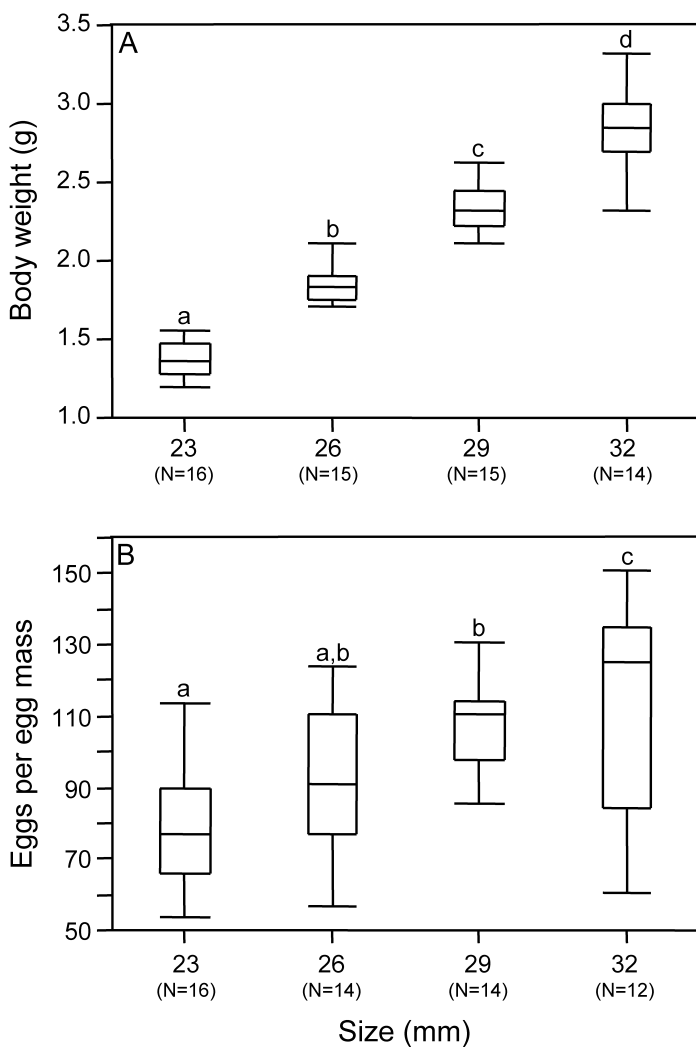 A
Body weight (g)
3.5
3.0
2.5
2.0
1.5
1.0
a
b
c
d
23 26 29 32
(N=16) (N=15) (N=15) (N=14)
B
Eggs per egg mass
150
130
110
90
70
50
a
a,b
b
c
23 26 29 32
(N=16) (N=14) (N=14) (N=12)
Size (mm)